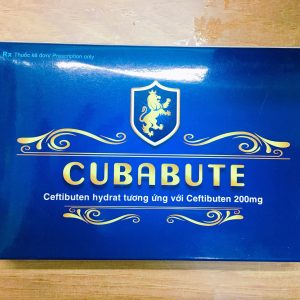 Rx Thuốc kê đơn/ Prescription only
CUBABUTE
Ceftibuten hydrat tương ứng với Ceftibuten 200mg